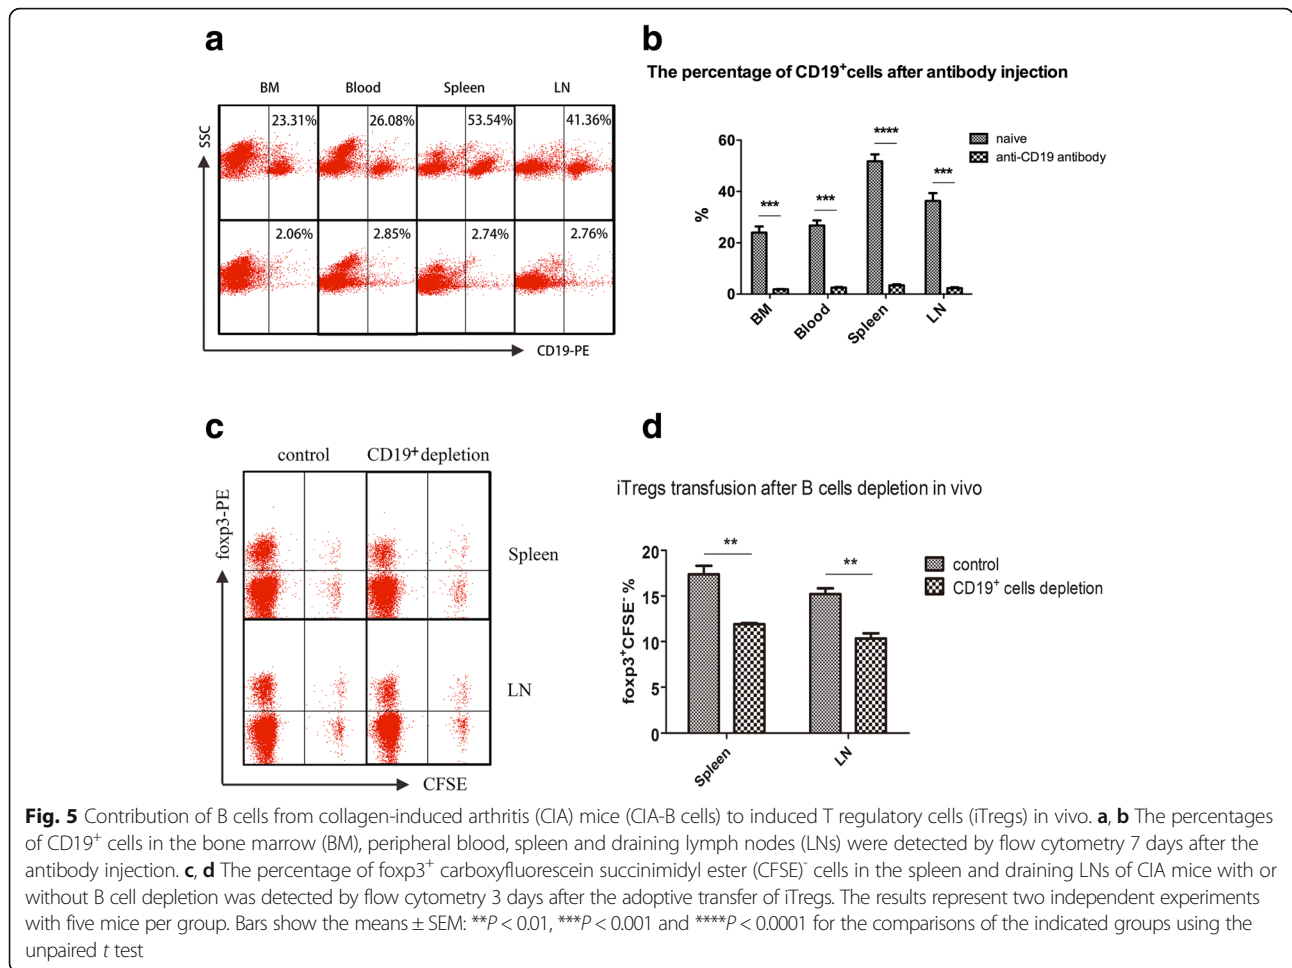 a
BM Blood Spleen LN
SSC
23.31% 26.08% 53.54% 41.36%
2.06% 2.85% 2.74% 2.76%
CD19-PE
b
The percentage of CD19⁺cells after antibody injection
%
60
40
20
0
*** *** **** ***
BM Blood Spleen LN
naive
anti-CD19 antibody
c
control CD19⁺ depletion
foxp3-PE
Spleen
LN
CFSE
d
iTregs transfusion after B cells depletion in vivo
foxp3⁺CFSE⁻ %
20
15
10
5
0
** **
Spleen LN
control
CD19⁺ cells depletion
Fig. 5 Contribution of B cells from collagen-induced arthritis (CIA) mice (CIA-B cells) to induced T regulatory cells (iTregs) in vivo. a, b The percentages
of CD19⁺ cells in the bone marrow (BM), peripheral blood, spleen and draining lymph nodes (LNs) were detected by flow cytometry 7 days after the
antibody injection. c, d The percentage of foxp3⁺ carboxyfluorescein succinimidyl ester (CFSE)⁻ cells in the spleen and draining LNs of CIA mice with or
without B cell depletion was detected by flow cytometry 3 days after the adoptive transfer of iTregs. The results represent two independent experiments
with five mice per group. Bars show the means ± SEM: **P < 0.01, ***P < 0.001 and ****P < 0.0001 for the comparisons of the indicated groups using the
unpaired t test